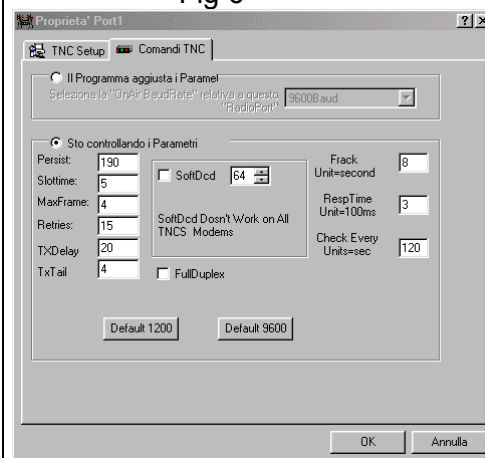 Fig 6
Proprieta' Port1
TNC Setup
Comandi TNC
Il Programma aggiusta i Paramel
Seleziona la "OnAir BaudRate" relativa a questo "RadioPort"
9600Baud
Sto controllando i Parametri
Persist: 190
Slottime: 5
MaxFrame: 4
Retries: 15
TXDelay 20
TxTail 4
SoftDcd 64
SoftDcd Dosn't Work on All
TNCS Modems
FullDuplex
Frack
Unit=second 8
RespTime
Unit=100ms 3
Check Every
Units=sec 120
Default 1200
Default 9600
OK
Annulla